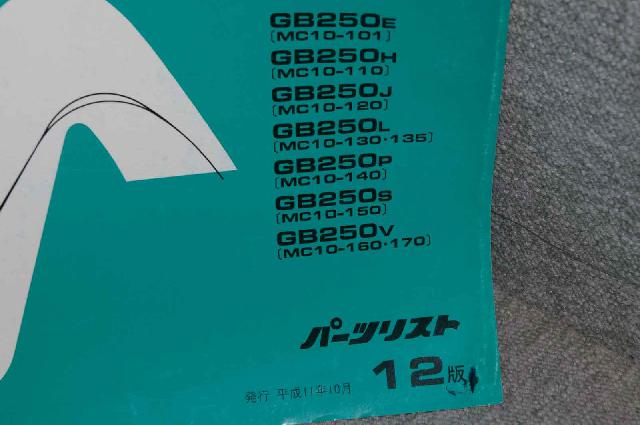 GB250E
(MC10-101)
GB250H
(MC10-110)
GB250J
(MC10-120)
GB250L
(MC10-130·135)
GB250P
(MC10-140)
GB250S
(MC10-150)
GB250V
(MC10-160·170)
パーツリスト
12版
発行 平成11年10月